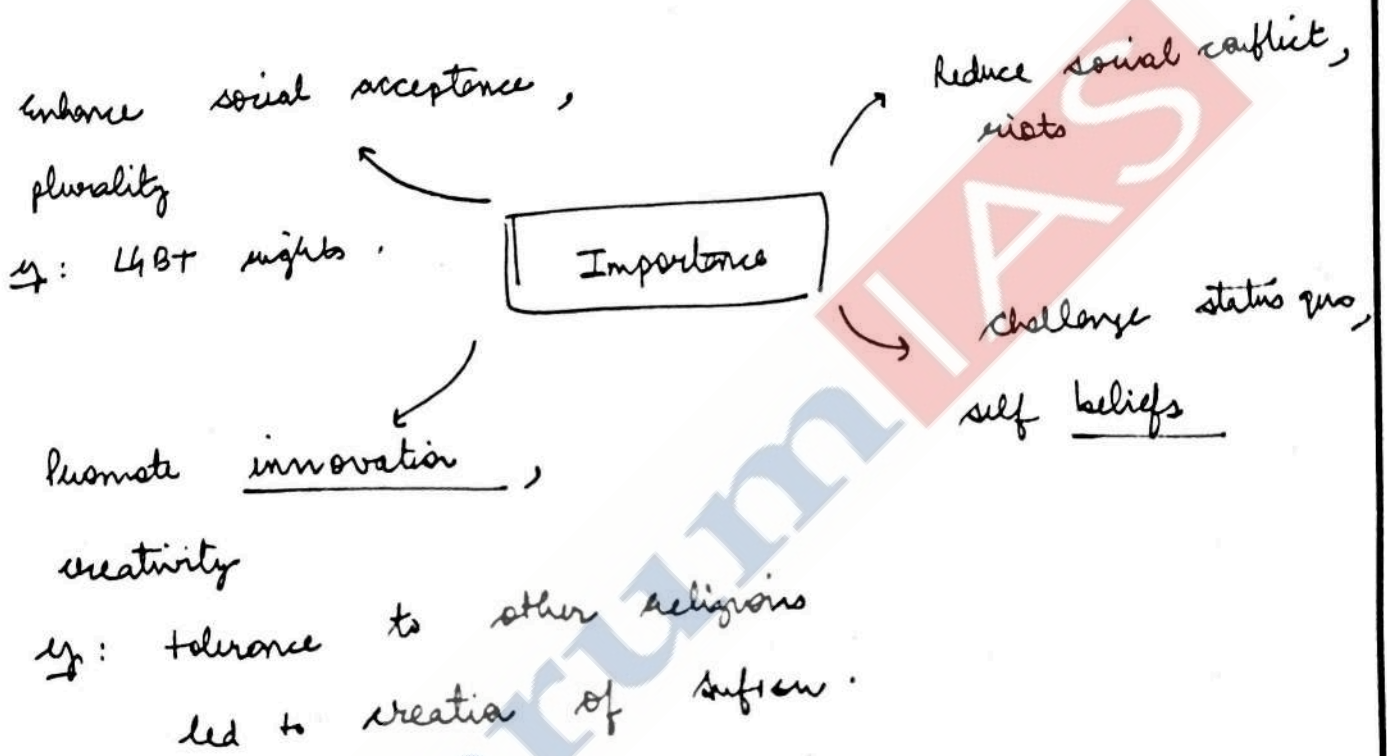 Enhance social acceptance,
plurality
eg: LGBT rights.
Reduce social conflict,
riots
Importance
challenge status quo,
self beliefs
Promote innovation,
creativity
eg: tolerance to other religions
led to creation of sufism.
rumIAS